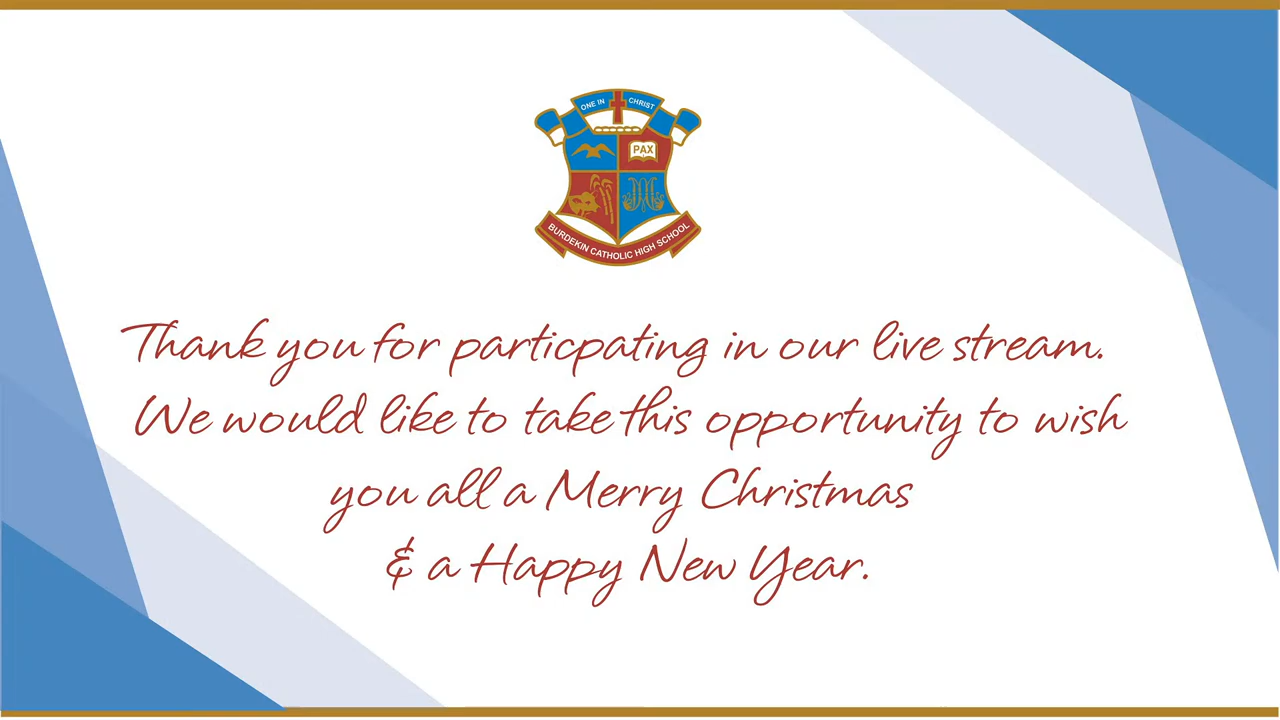 ONE IN CHRIST
PAX
BURDEKIN CATHOLIC HIGH SCHOOL
Thank you for particpating in our live stream.
We would like to take this opportunity to wish
you all a Merry Christmas
& a Happy New Year.